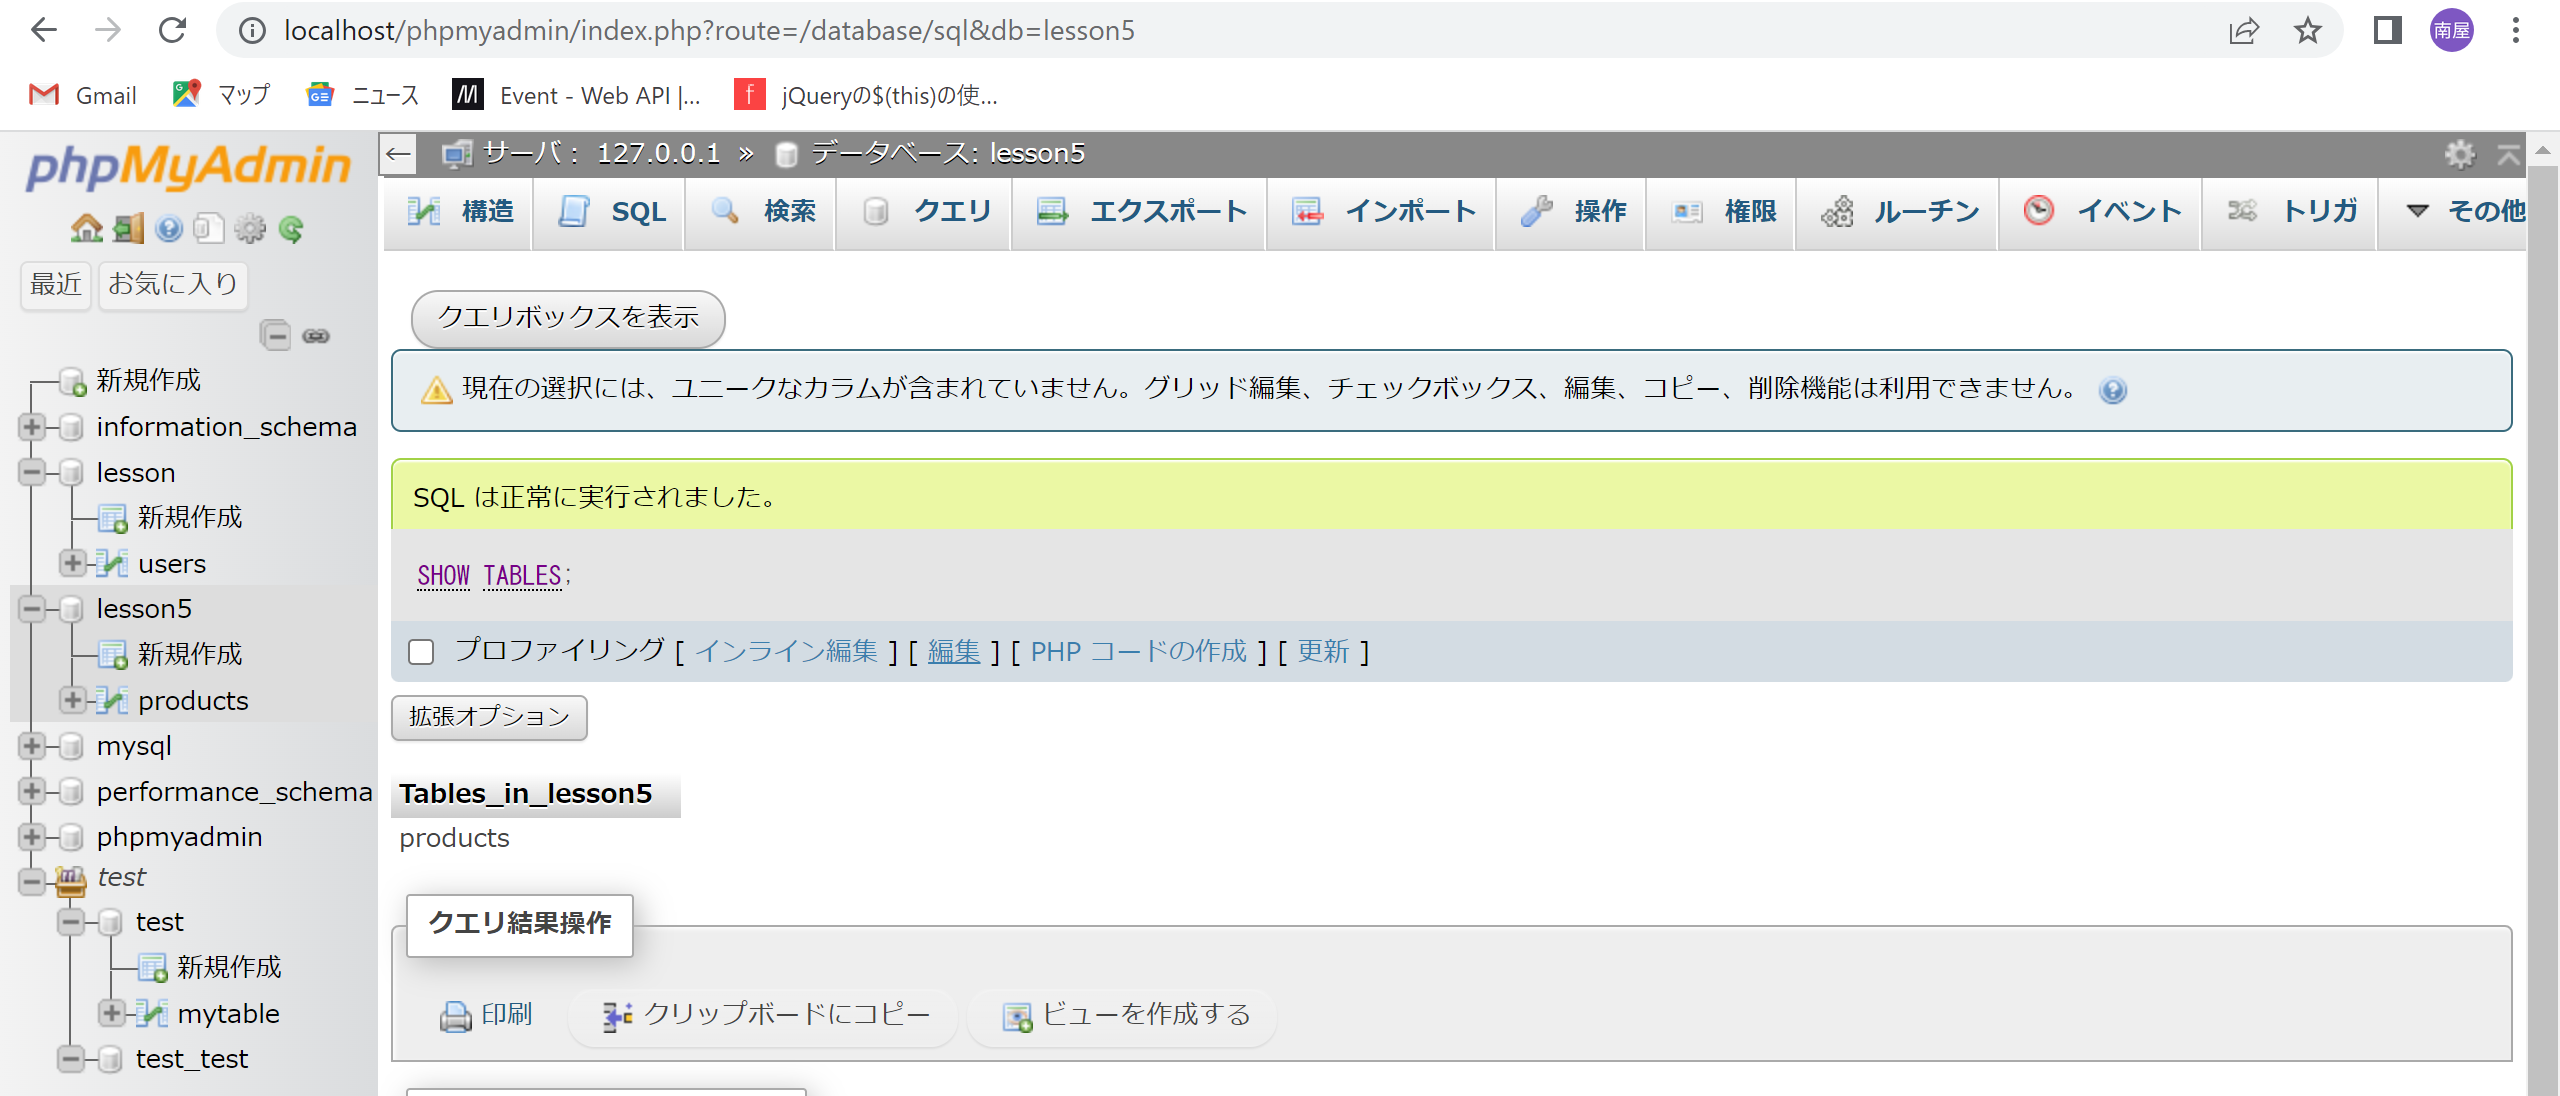 localhost/phpmyadmin/index.php?route=/database/sql&db=lesson5
南屋
Gmail
マップ
ニュース
Event - Web API |...
jQueryの$(this)の使...
phpMyAdmin
最近
お気に入り
新規作成
information_schema
lesson
新規作成
users
lesson5
新規作成
products
mysql
performance_schema
phpmyadmin
test
test
新規作成
mytable
test_test
サーバ: 127.0.0.1 » データベース: lesson5
構造
SQL
検索
クエリ
エクスポート
インポート
操作
権限
ルーチン
イベント
トリガ
その他
クエリボックスを表示
現在の選択には、ユニークなカラムが含まれていません。グリッド編集、チェックボックス、編集、コピー、削除機能は利用できません。
SQL は正常に実行されました。
SHOW TABLES;
プロファイリング [ インライン編集 ] [ 編集 ] [ PHP コードの作成 ] [ 更新 ]
拡張オプション
Tables_in_lesson5
products
クエリ結果操作
印刷
クリップボードにコピー
ビューを作成する